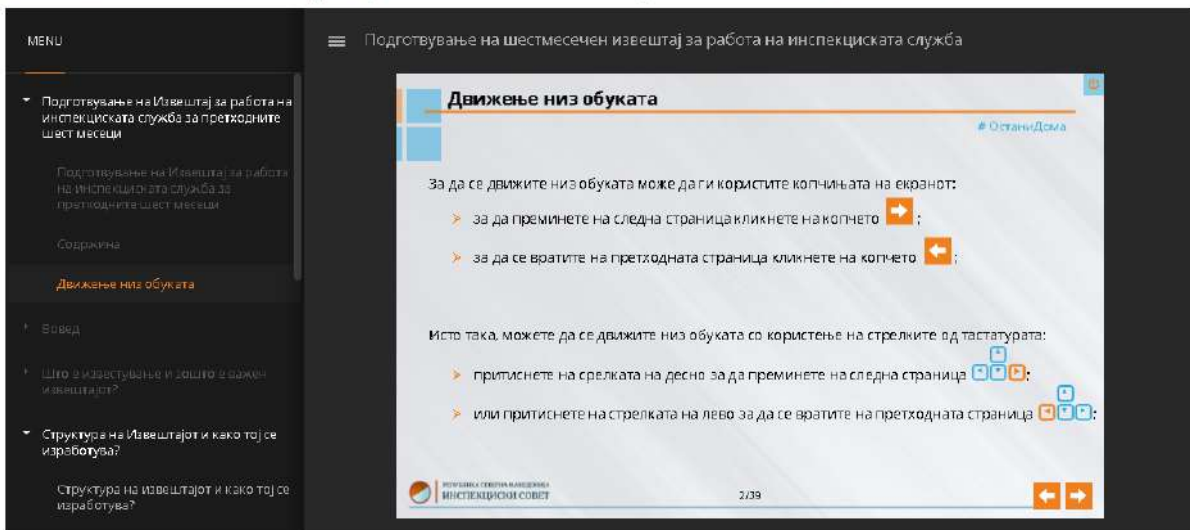 MENU
Подготвување на Извештај за работа на
инспекциската служба за претходните
шест месеци
Подготвување на Извештај за работа
на инспекциската служба за
претходните шест месеци
Содржина
Движење низ обуката
Вовед
Што е известување и зошто е важен
извештајот?
Структура на Извештајот и како тој се
изработува?
Структура на извештајот и како тој се
изработува?
Подготвување на шестмесечен извештај за работа на инспекциската служба
Движење низ обуката
# ОстаниДома
За да се движите низ обуката може да ги користите копчињата на екранот:
за да преминете на следна страница кликнете на копчето ;
за да се вратите на претходната страница кликнете на копчето ;
Исто така, можете да се движите низ обуката со користење на стрелките од тастатурата:
притиснете на срелката на десно за да преминете на следна страница ;
или притиснете на стрелката на лево за да се вратите на претходната страница ;
РЕПУБЛИКА СЕВЕРНА МАКЕДОНИЈА
ИНСПЕКЦИСКИ СОВЕТ
2/39